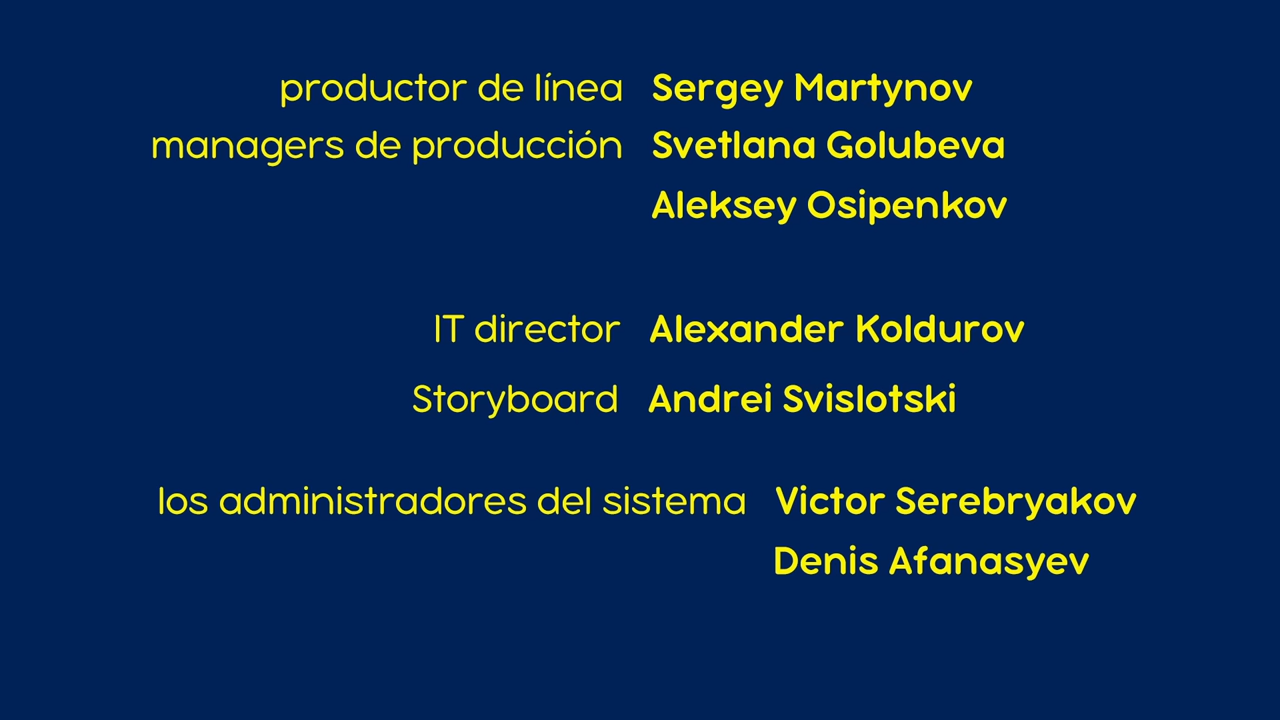 productor de línea Sergey Martynov
managers de producción Svetlana Golubeva
Aleksey Osipenkov
IT director Alexander Koldurov
Storyboard Andrei Svislotski
los administradores del sistema Victor Serebryakov
Denis Afanasyev